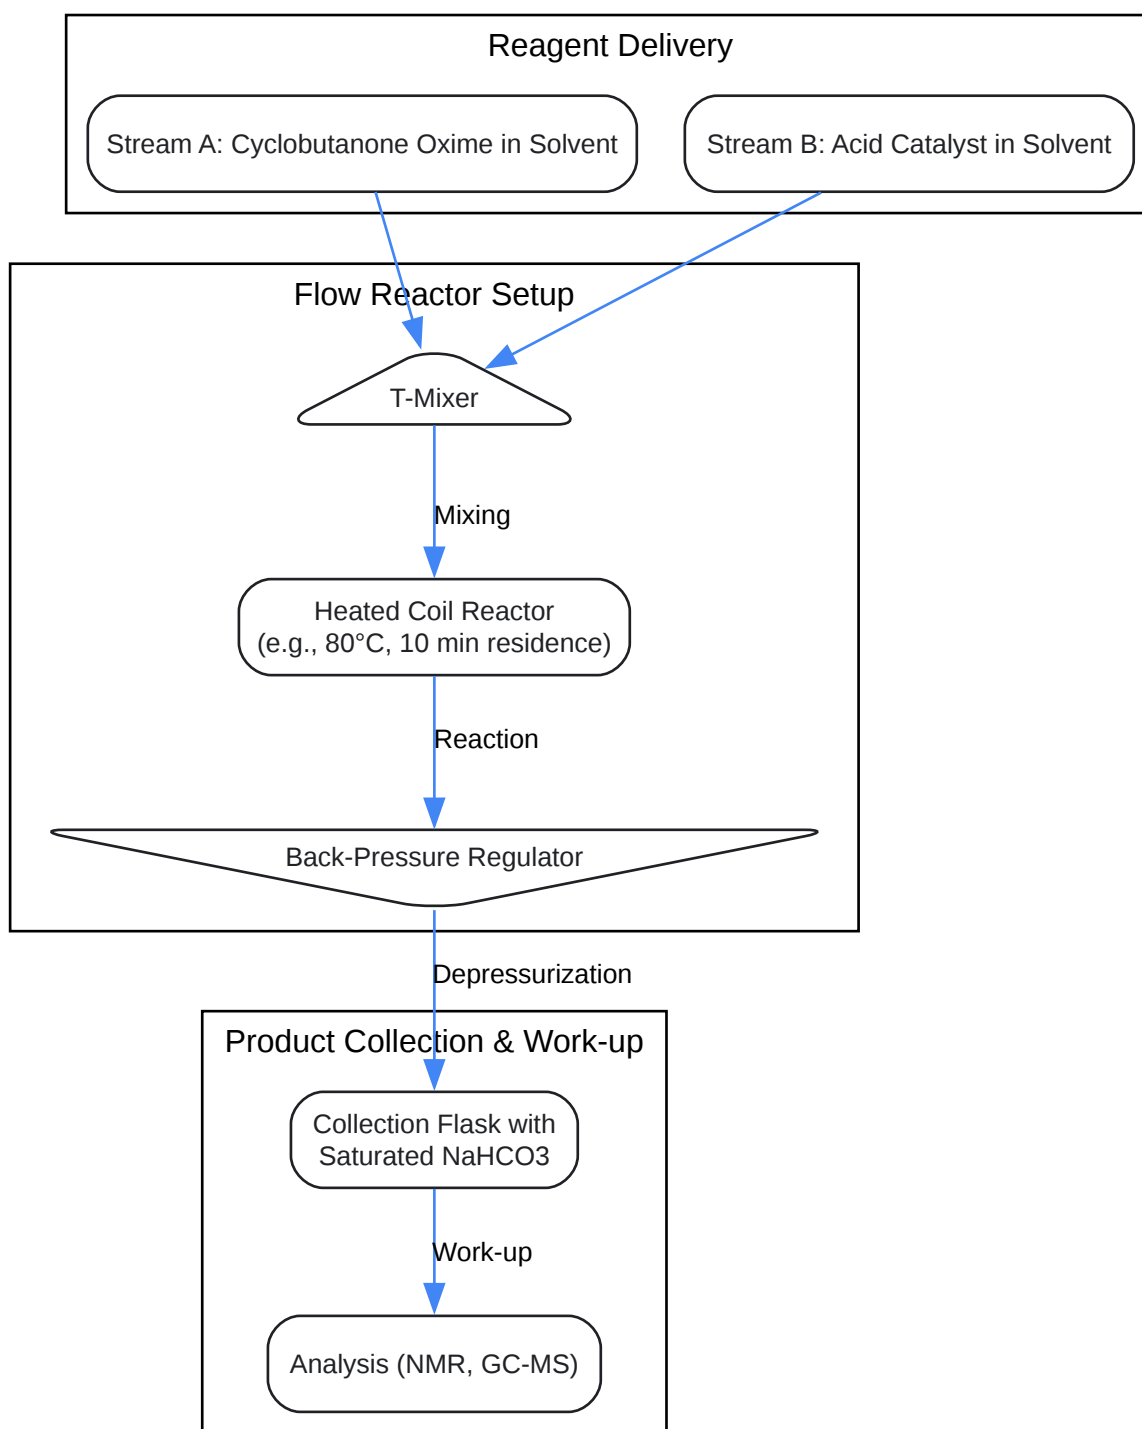 Reagent Delivery
Stream A: Cyclobutanone Oxime in Solvent
Stream B: Acid Catalyst in Solvent
Flow Reactor Setup
T-Mixer
Mixing
Heated Coil Reactor
(e.g., 80°C, 10 min residence)
Reaction
Back-Pressure Regulator
Depressurization
Product Collection & Work-up
Collection Flask with
Saturated NaHCO3
Work-up
Analysis (NMR, GC-MS)